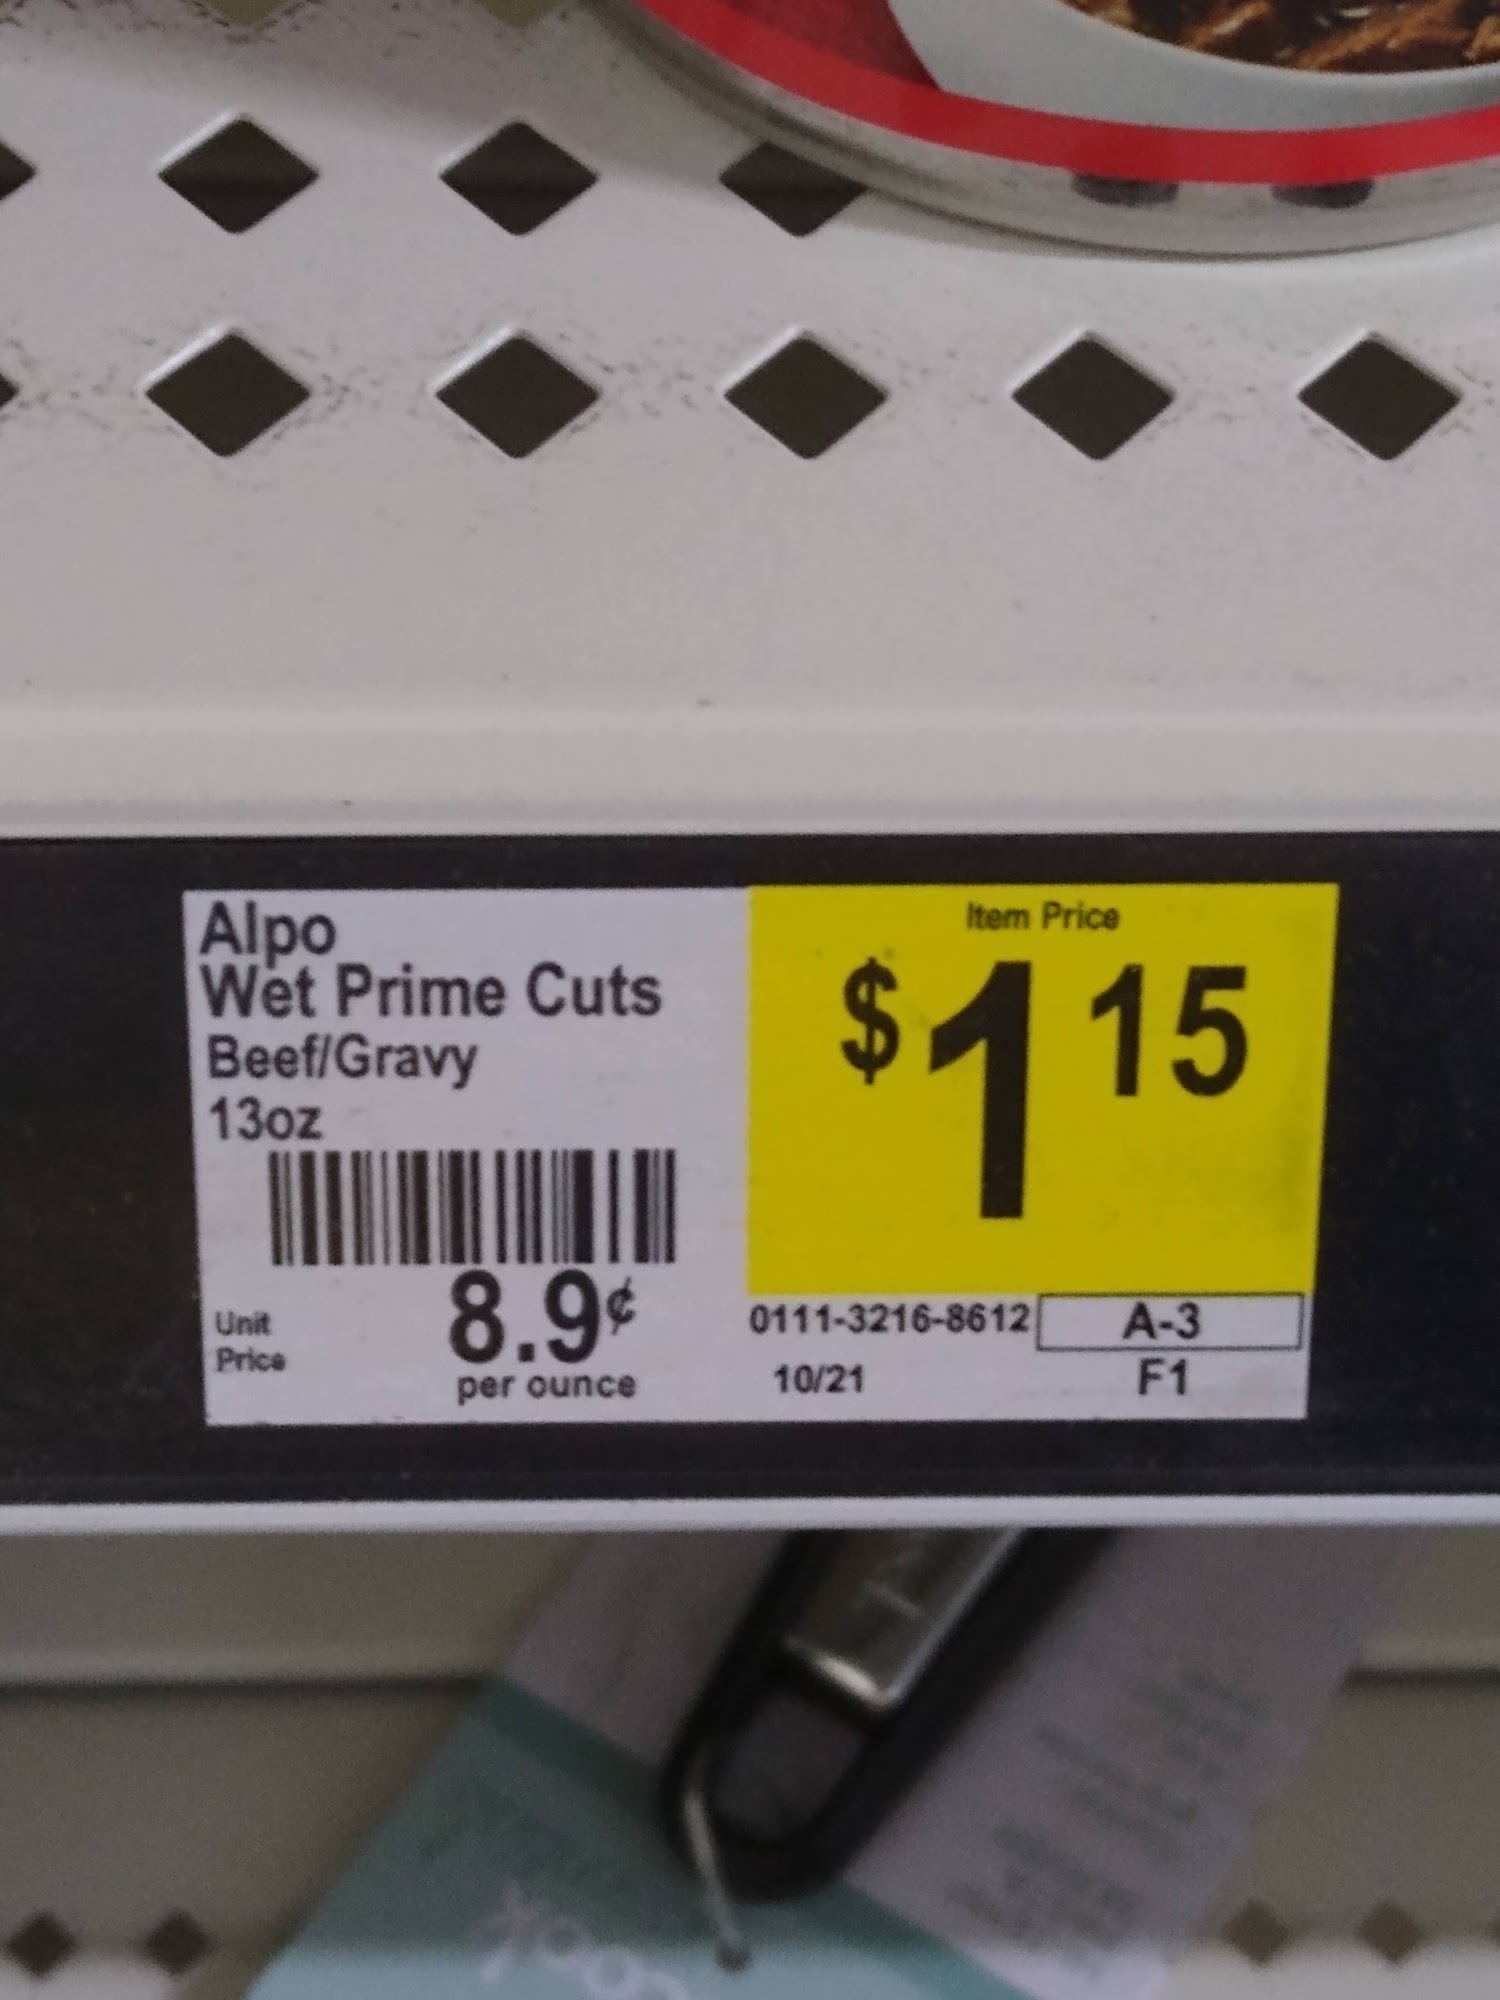 Alpo
Wet Prime Cuts
Beef/Gravy
13oz
Unit
Price
8.9¢
per ounce
Item Price
$1 15
0111-3216-8612
A-3
10/21
F1